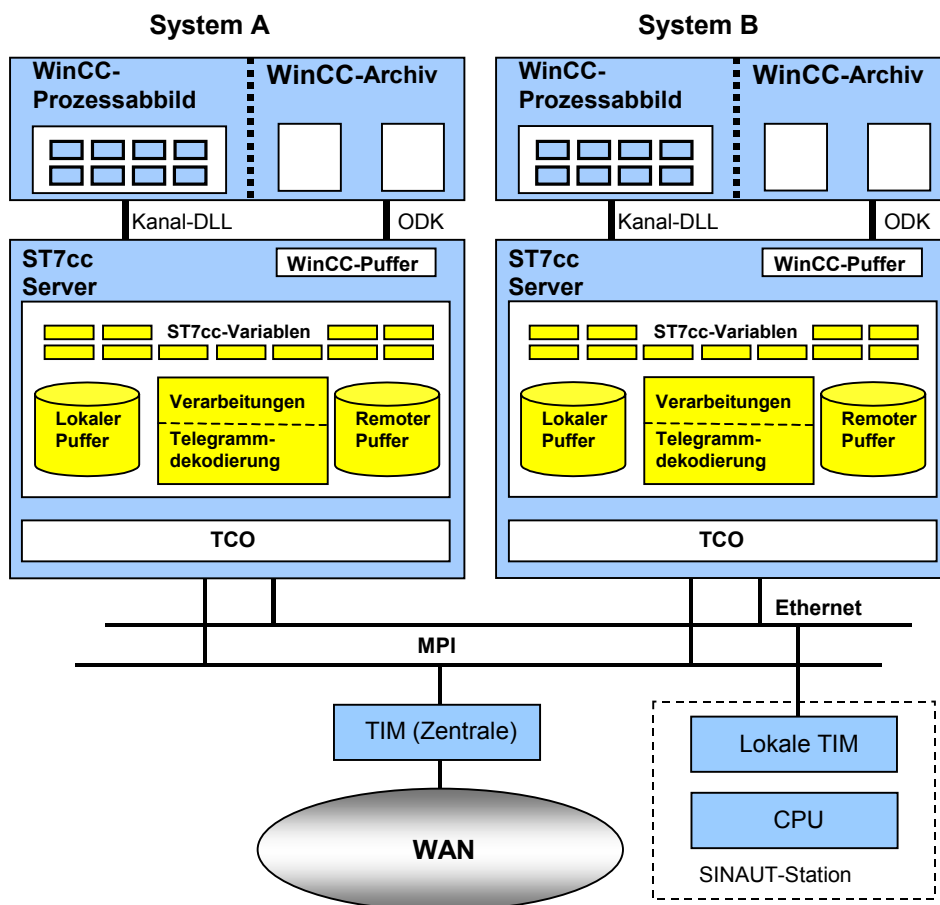 System A
System B
WinCC-
Prozessabbild
WinCC-Archiv
WinCC-
Prozessabbild
WinCC-Archiv
Kanal-DLL
ODK
Kanal-DLL
ODK
ST7cc
Server
WinCC-Puffer
ST7cc
Server
WinCC-Puffer
ST7cc-Variablen
ST7cc-Variablen
Lokaler
Puffer
Verarbeitungen
Telegramm-
dekodierung
Remoter
Puffer
Lokaler
Puffer
Verarbeitungen
Telegramm-
dekodierung
Remoter
Puffer
TCO
TCO
Ethernet
MPI
TIM (Zentrale)
Lokale TIM
CPU
WAN
SINAUT-Station